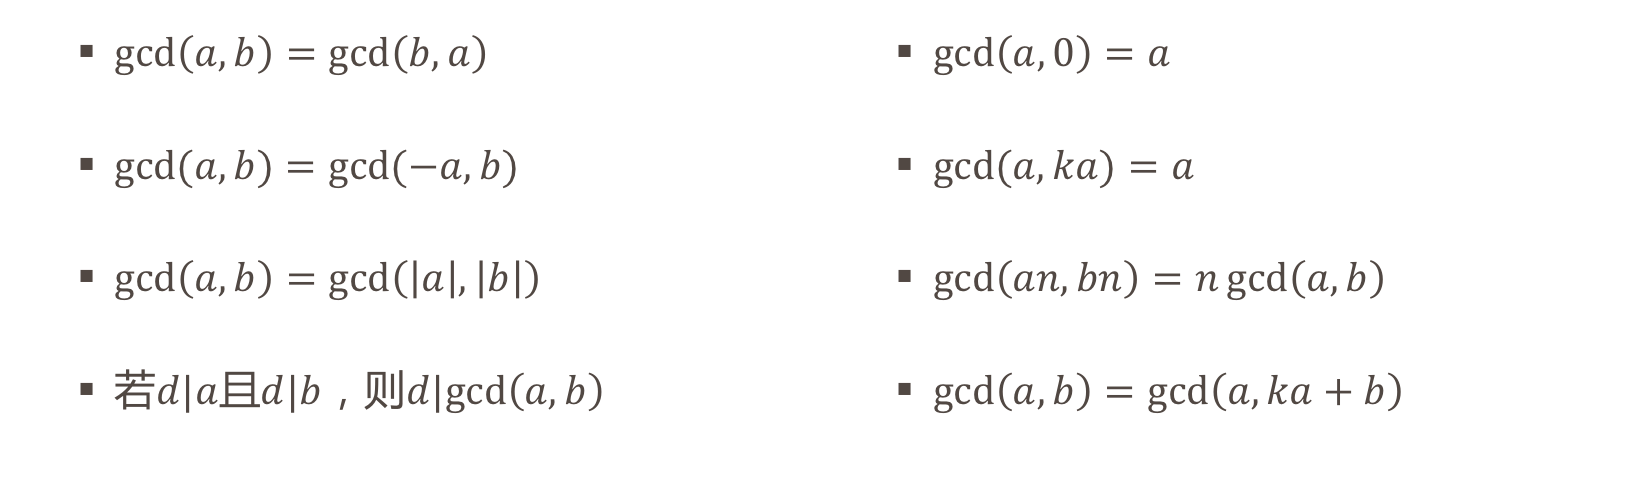 ▪ gcd(a, b) = gcd(b, a)
▪ gcd(a, b) = gcd(−a, b)
▪ gcd(a, b) = gcd(|a|, |b|)
▪ 若d|a且d|b，则d|gcd(a, b)
▪ gcd(a, 0) = a
▪ gcd(a, ka) = a
▪ gcd(an, bn) = n gcd(a, b)
▪ gcd(a, b) = gcd(a, ka + b)